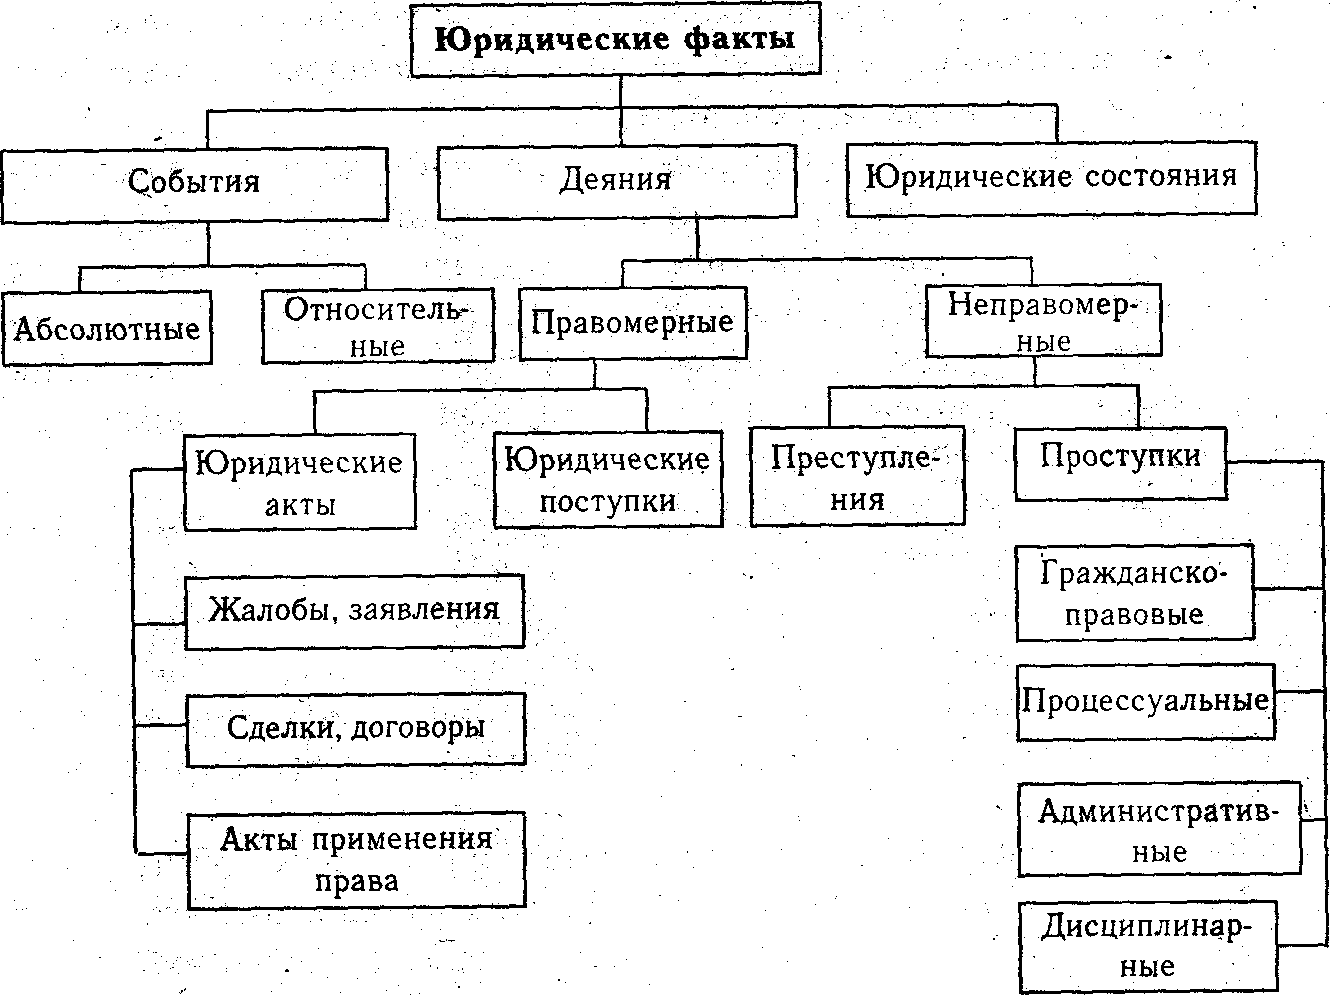 Юридические факты
События
Деяния
Юридические состояния
Абсолютные
Относитель-
ные
Правомерные
Неправомер-
ные
Юридические
акты
Юридические
поступки
Преступле-
ния
Проступки
Жалобы, заявления
Сделки, договоры
Акты применения
права
Гражданско-
правовые
Процессуальные
Административ-
ные
Дисциплинар-
ные